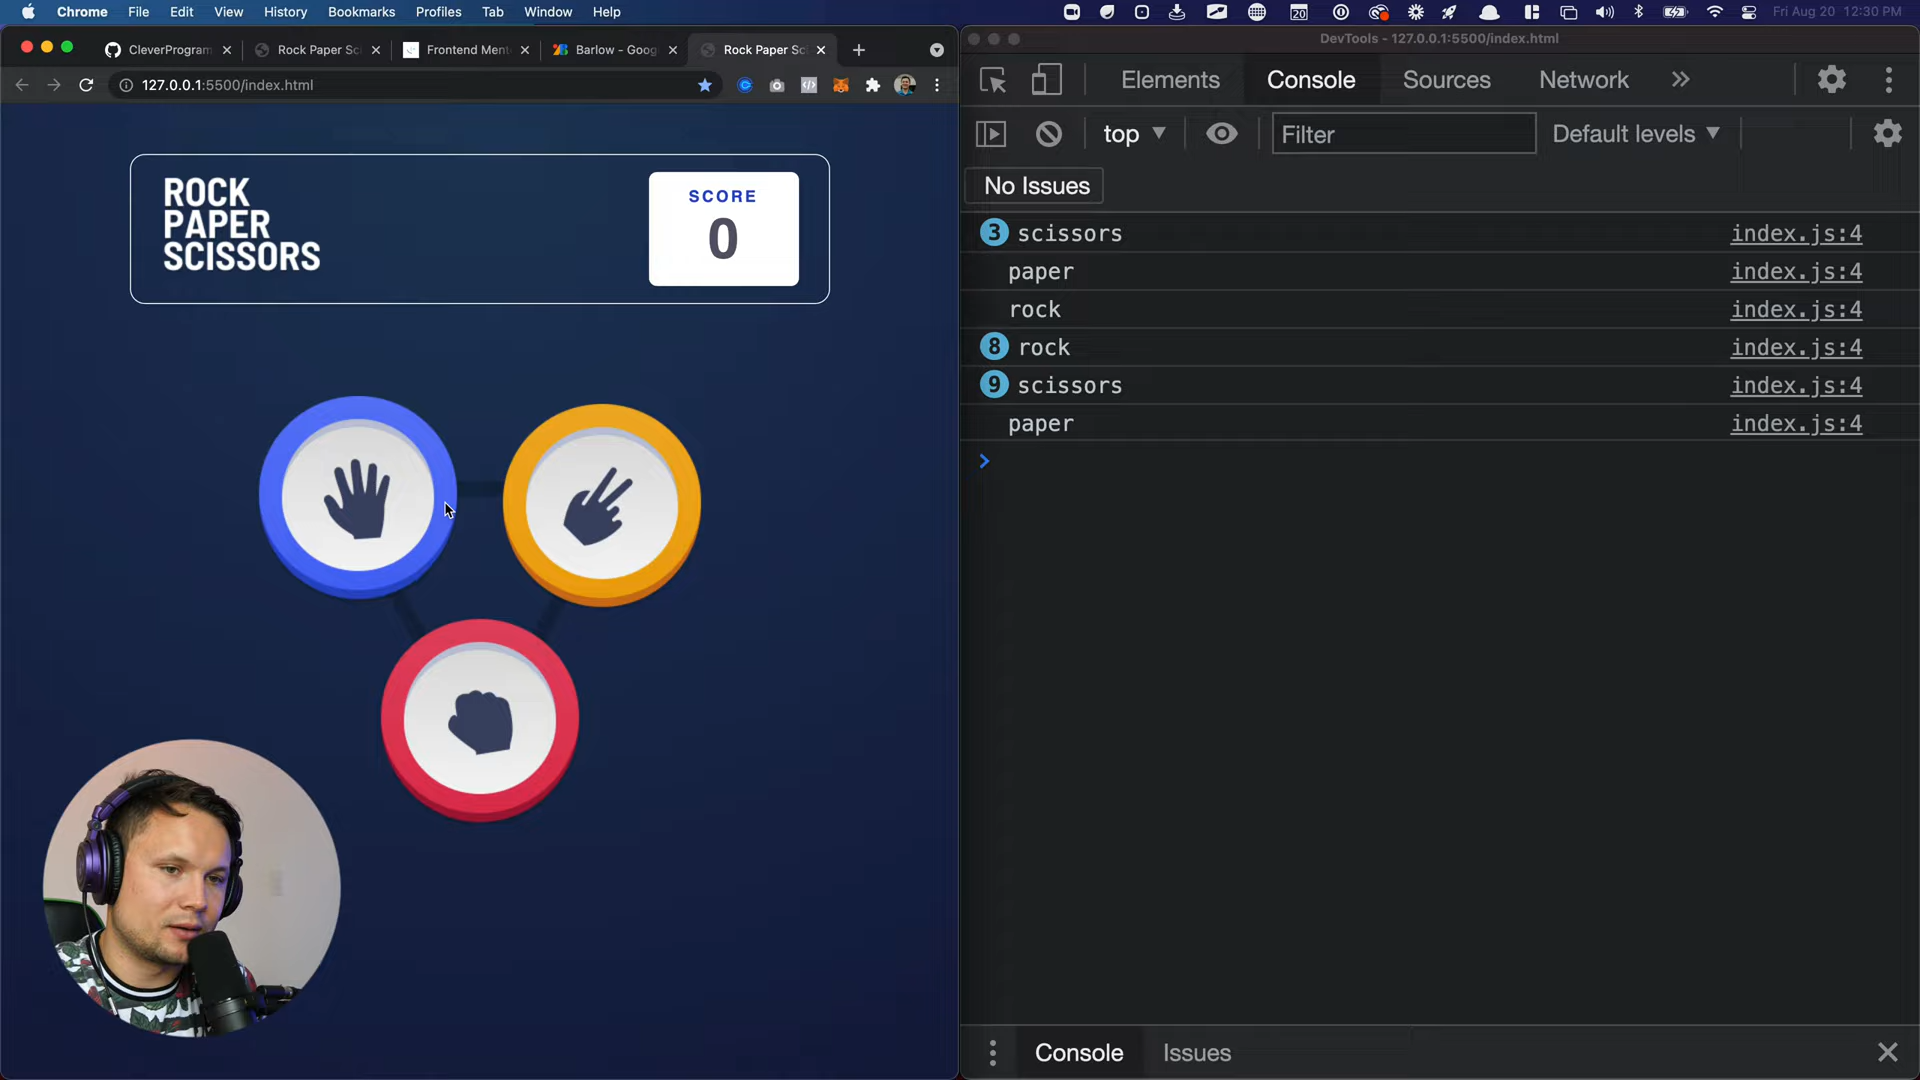 Chrome File Edit View History Bookmarks Profiles Tab Window Help
20
Fri Aug 20 12:30 PM
CleverProgram
Rock Paper Sc
Frontend Ment
Barlow - Goog
Rock Paper Sc
127.0.0.1:5500/index.html
ROCK
PAPER
SCISSORS
SCORE
0
DevTools - 127.0.0.1:5500/index.html
Elements Console Sources Network
top Filter Default levels
No Issues
3 scissors index.js:4
paper index.js:4
rock index.js:4
8 rock index.js:4
9 scissors index.js:4
paper index.js:4
Console Issues